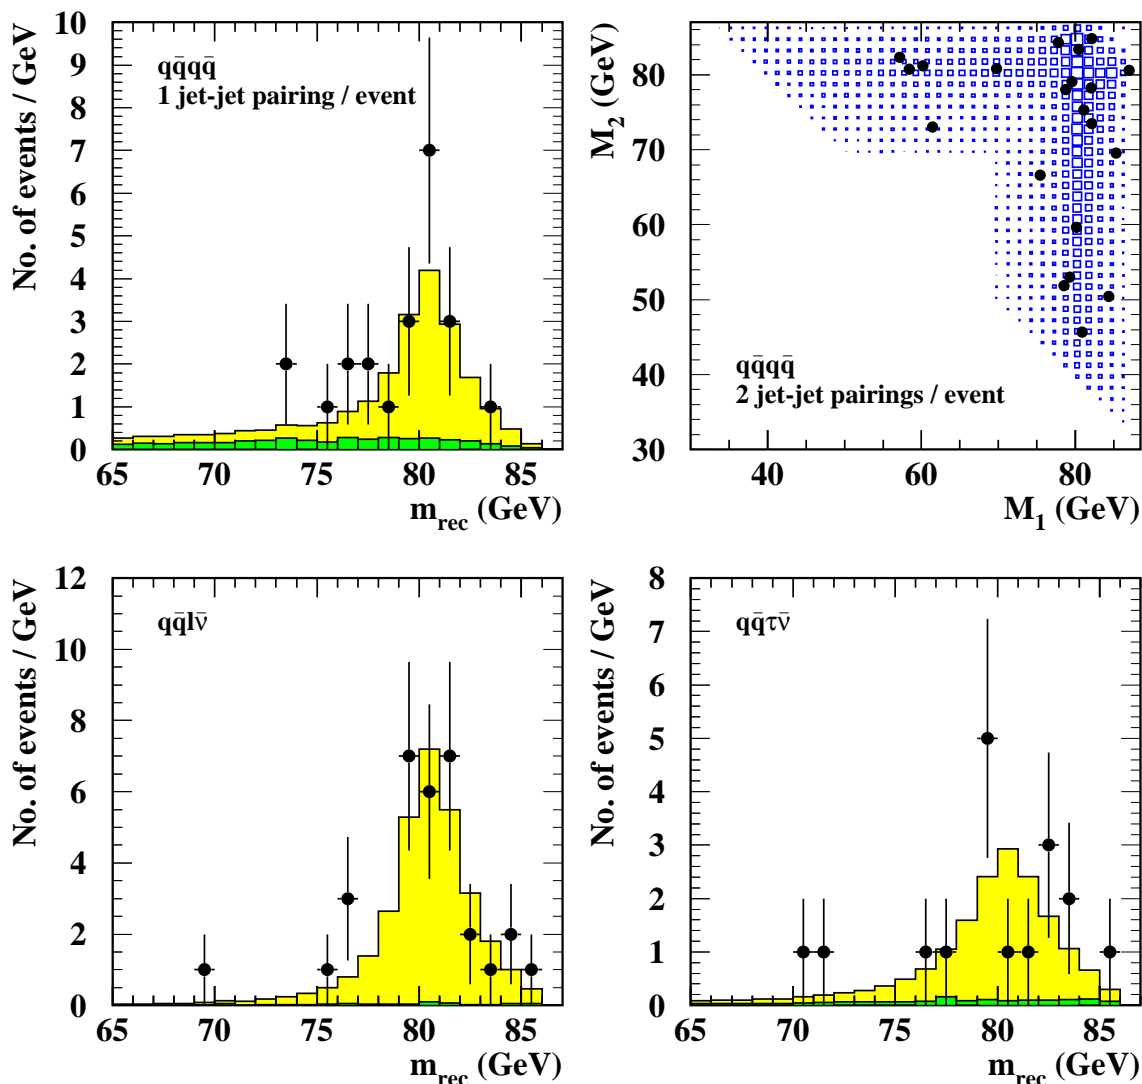 No. of events / GeV
10
9
8
7
6
5
4
3
2
1
0
qq̄qq̄
1 jet-jet pairing / event
65 70 75 80 85
m_rec (GeV)
M_2 (GeV)
80
70
60
50
40
30
qq̄qq̄
2 jet-jet pairings / event
40 60 80
M_1 (GeV)
No. of events / GeV
12
10
8
6
4
2
0
qq̄lν̄
65 70 75 80 85
m_rec (GeV)
No. of events / GeV
8
7
6
5
4
3
2
1
0
qq̄τν̄
65 70 75 80 85
m_rec (GeV)